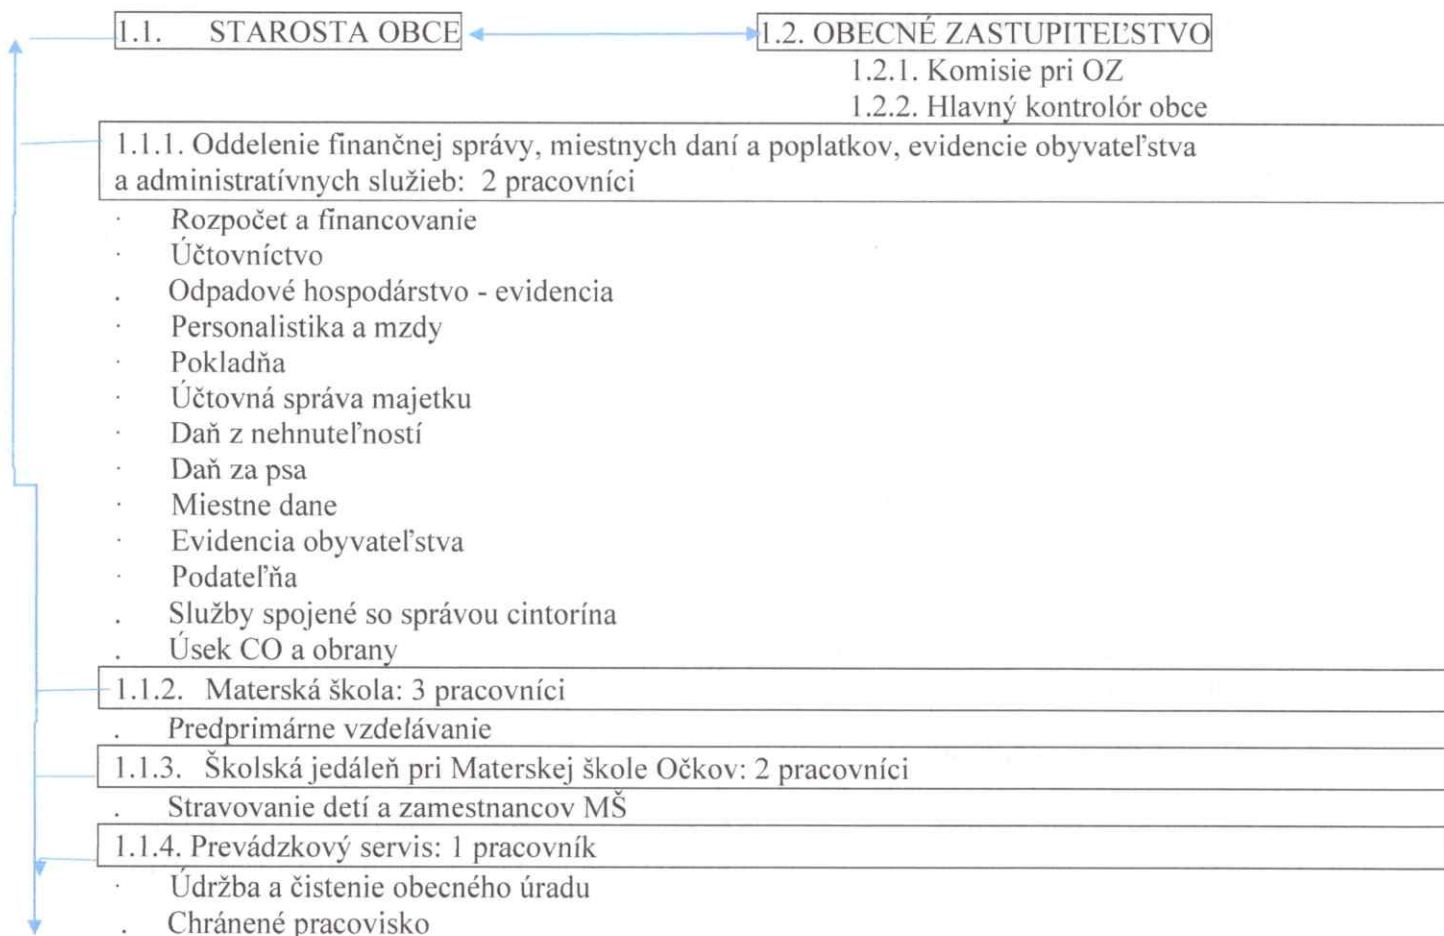 1.1. STAROSTA OBCE
1.2. OBECNÉ ZASTUPITEĽSTVO
1.2.1. Komisie pri OZ
1.2.2. Hlavný kontrolór obce
1.1.1. Oddelenie finančnej správy, miestnych daní a poplatkov, evidencie obyvateľstva
a administratívnych služieb: 2 pracovníci
· Rozpočet a financovanie
· Účtovníctvo
. Odpadové hospodárstvo - evidencia
· Personalistika a mzdy
· Pokladňa
· Účtovná správa majetku
· Daň z nehnuteľností
· Daň za psa
· Miestne dane
· Evidencia obyvateľstva
· Podateľňa
. Služby spojené so správou cintorína
. Úsek CO a obrany
1.1.2. Materská škola: 3 pracovníci
. Predprimárne vzdelávanie
1.1.3. Školská jedáleň pri Materskej škole Očkov: 2 pracovníci
. Stravovanie detí a zamestnancov MŠ
1.1.4. Prevádzkový servis: 1 pracovník
· Údržba a čistenie obecného úradu
. Chránené pracovisko